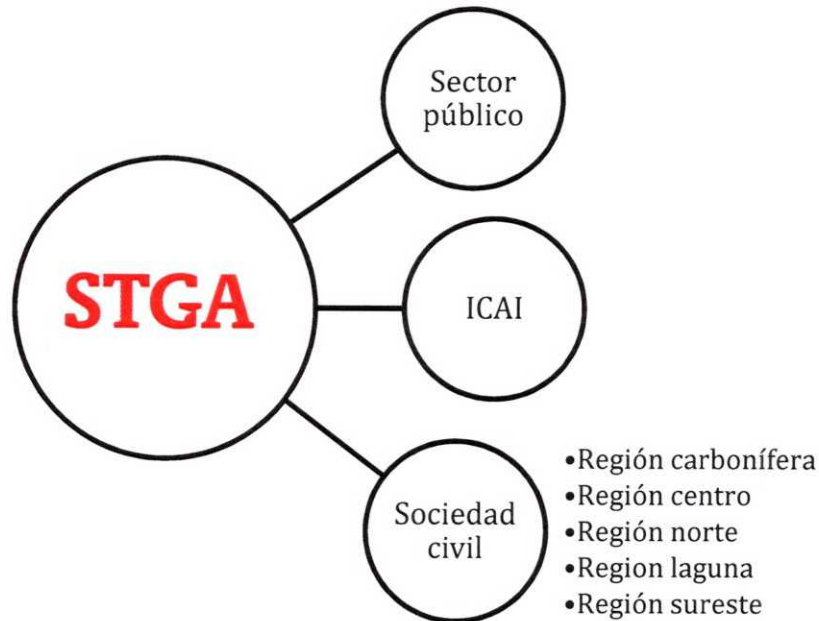 Sector
público
STGA
ICAI
Sociedad
civil
•Región carbonífera
•Región centro
•Región norte
•Region laguna
•Región sureste